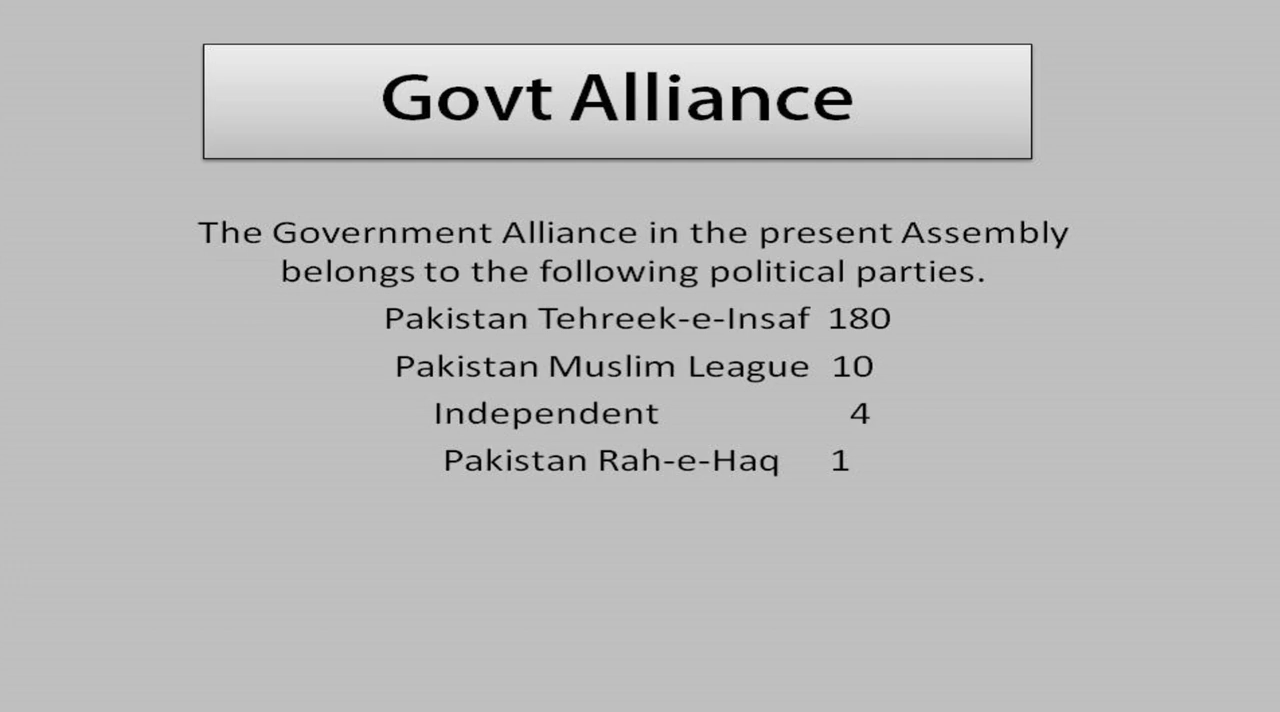 Govt Alliance
The Government Alliance in the present Assembly
belongs to the following political parties.
Pakistan Tehreek-e-Insaf 180
Pakistan Muslim League 10
Independent 4
Pakistan Rah-e-Haq 1